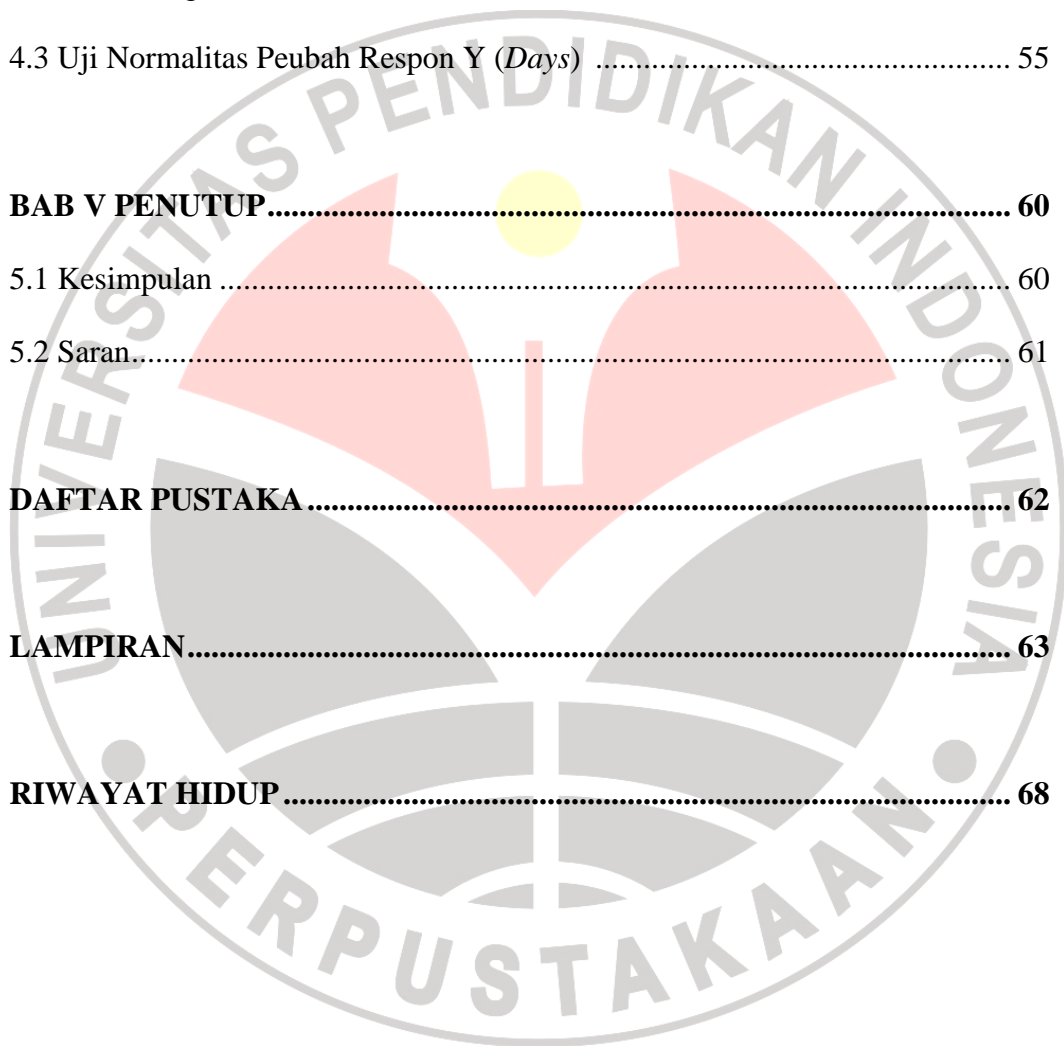 4.3 Uji Normalitas Peubah Respon Y (Days) ............................................... 55
BAB V PENUTUP..................................................................................... 60
5.1 Kesimpulan ........................................................................................... 60
5.2 Saran..................................................................................................... 61
DAFTAR PUSTAKA ................................................................................ 62
LAMPIRAN.............................................................................................. 63
RIWAYAT HIDUP ................................................................................... 68
UNIVERSITAS PENDIDIKAN INDONESIA
PERPUSTAKAAN